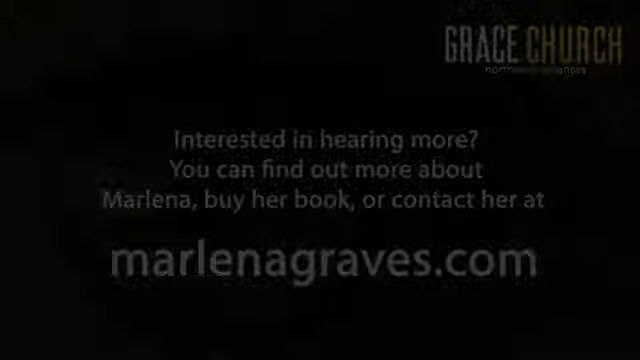 GRACE CHURCH
Interested in hearing more?
You can find out more about
Marlena, buy her book, or contact her at
marlenagraves.com